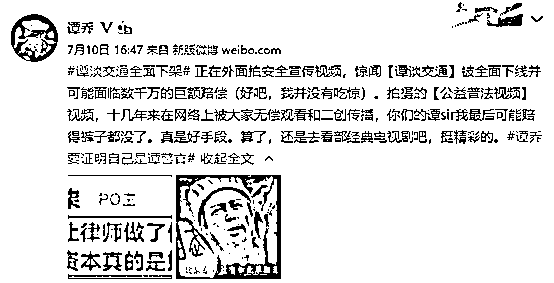 谭乔
7月10日 16:47 来自 新版微博 weibo.com
#谭谈交通全面下架# 正在外面拍安全宣传视频，惊闻【谭谈交通】被全面下线并
可能面临数千万的巨额赔偿（好吧，我并没有吃惊）。拍摄的【公益普法视频】
视频，十几年来在网络上被大家无偿观看和二创传播，你们的谭sir我最后可能赔
得裤子都没了。真是好手段。算了，还是去看部经典电视剧吧，挺精彩的。#谭乔
要证明自己是谭警官# 收起全文
让律师做了
资本真的是